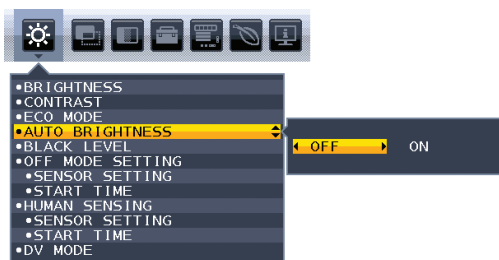 •BRIGHTNESS
•CONTRAST
•ECO MODE
•AUTO BRIGHTNESS
OFF ON
•BLACK LEVEL
•OFF MODE SETTING
•SENSOR SETTING
•START TIME
•HUMAN SENSING
•SENSOR SETTING
•START TIME
•DV MODE